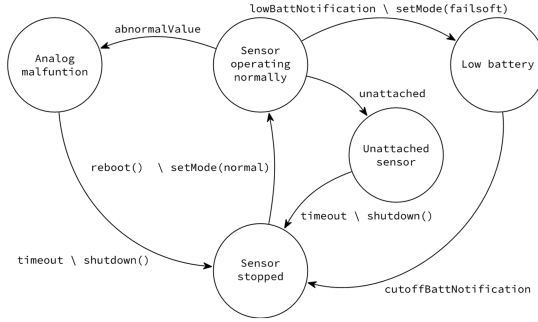 lowBattNotification \ setMode(failsoft)
abnormalValue
Analog
malfuntion
Sensor
operating
normally
Low battery
unattached
Unattached
sensor
reboot() \ setMode(normal)
timeout \ shutdown()
timeout \ shutdown()
Sensor
stopped
cutoffBattNotification